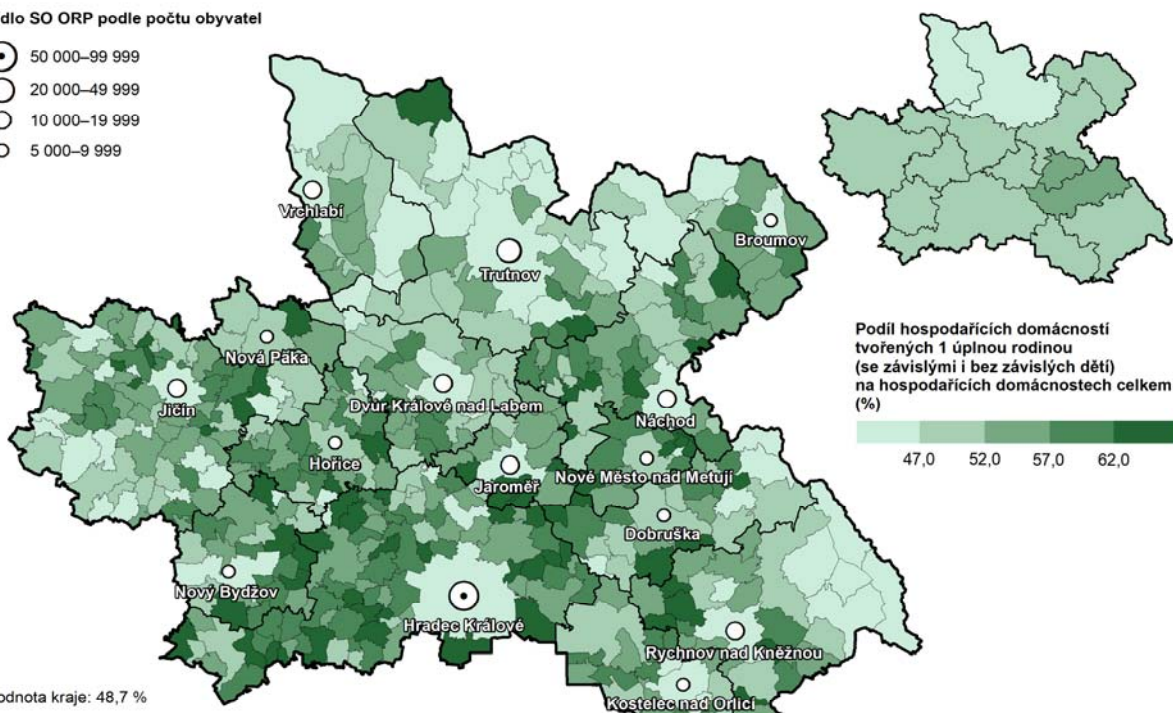 dlo SO ORP podle počtu obyvatel
50 000–99 999
20 000–49 999
10 000–19 999
5 000–9 999
Vrchlabí
Trutnov
Broumov
Nová Paka
Jičín
Dvůr Králové nad Labem
Náchod
Hořice
Jaroměř
Nové Město nad Metují
Dobruška
Nový Bydžov
Hradec Králové
Rychnov nad Kněžnou
Kostelec nad Orlicí
Podíl hospodařících domácností
tvořených 1 úplnou rodinou
(se závislými i bez závislých dětí)
na hospodařících domácnostech celkem
(%)
47,0 52,0 57,0 62,0
odnota kraje: 48,7 %